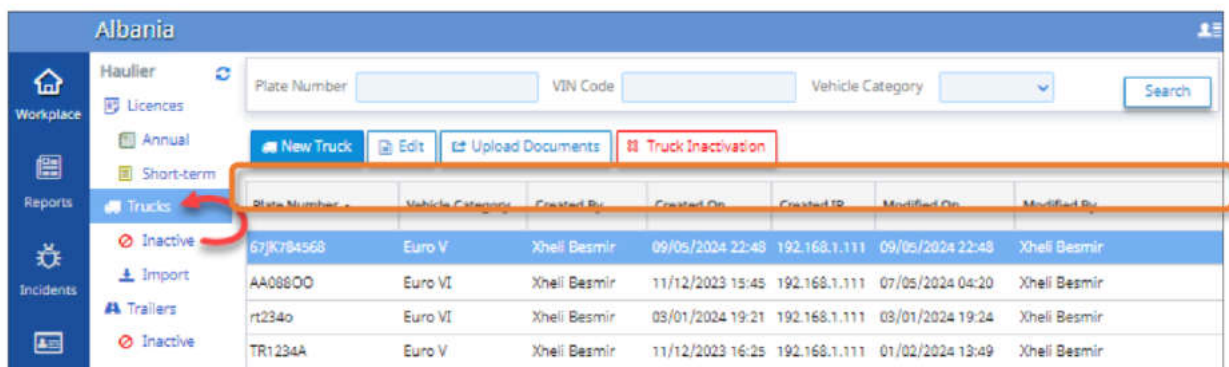 Albania
Workplace
Reports
Incidents
Haulier
Licences
Annual
Short-term
Trucks
Inactive
Import
Trailers
Inactive
Plate Number VIN Code Vehicle Category Search
New Truck Edit Upload Documents Truck Inactivation
Plate Number Vehicle Category Created By Created On Created IP Modified On Modified By
67JK784568 Euro V Xheli Besmir 09/05/2024 22:48 192.168.1.111 09/05/2024 22:48 Xheli Besmir
AA088OO Euro VI Xheli Besmir 11/12/2023 15:45 192.168.1.111 07/05/2024 04:20 Xheli Besmir
rt234o Euro VI Xheli Besmir 03/01/2024 19:21 192.168.1.111 03/01/2024 19:24 Xheli Besmir
TR1234A Euro V Xheli Besmir 11/12/2023 16:25 192.168.1.111 01/02/2024 13:49 Xheli Besmir